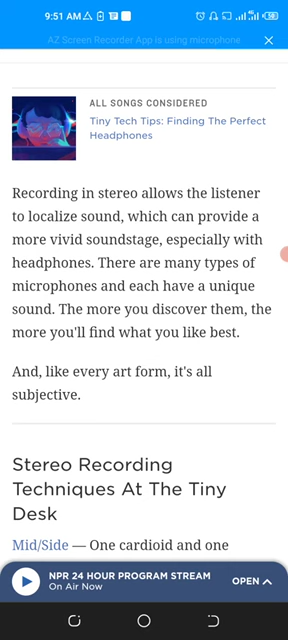 9:51 AM
58
AZ Screen Recorder App is using microphone
ALL SONGS CONSIDERED
Tiny Tech Tips: Finding The Perfect
Headphones
Recording in stereo allows the listener
to localize sound, which can provide a
more vivid soundstage, especially with
headphones. There are many types of
microphones and each have a unique
sound. The more you discover them, the
more you'll find what you like best.
And, like every art form, it's all
subjective.
Stereo Recording
Techniques At The Tiny
Desk
Mid/Side — One cardioid and one
NPR 24 HOUR PROGRAM STREAM
On Air Now
OPEN